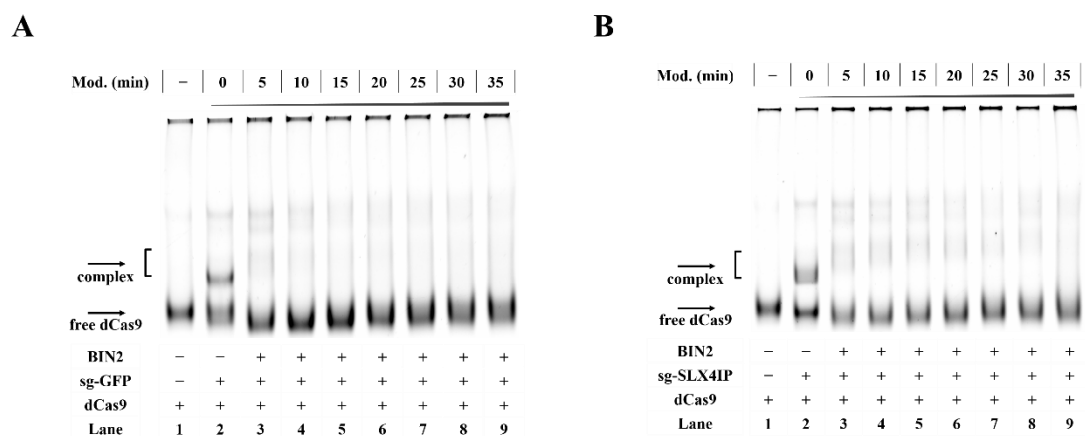 A
Mod. (min) – 0 5 10 15 20 25 30 35
complex
free dCas9
BIN2 – – + + + + + + +
sg-GFP – + + + + + + + +
dCas9 + + + + + + + + +
Lane 1 2 3 4 5 6 7 8 9
B
Mod. (min) – 0 5 10 15 20 25 30 35
complex
free dCas9
BIN2 – – + + + + + + +
sg-SLX4IP – + + + + + + + +
dCas9 + + + + + + + + +
Lane 1 2 3 4 5 6 7 8 9